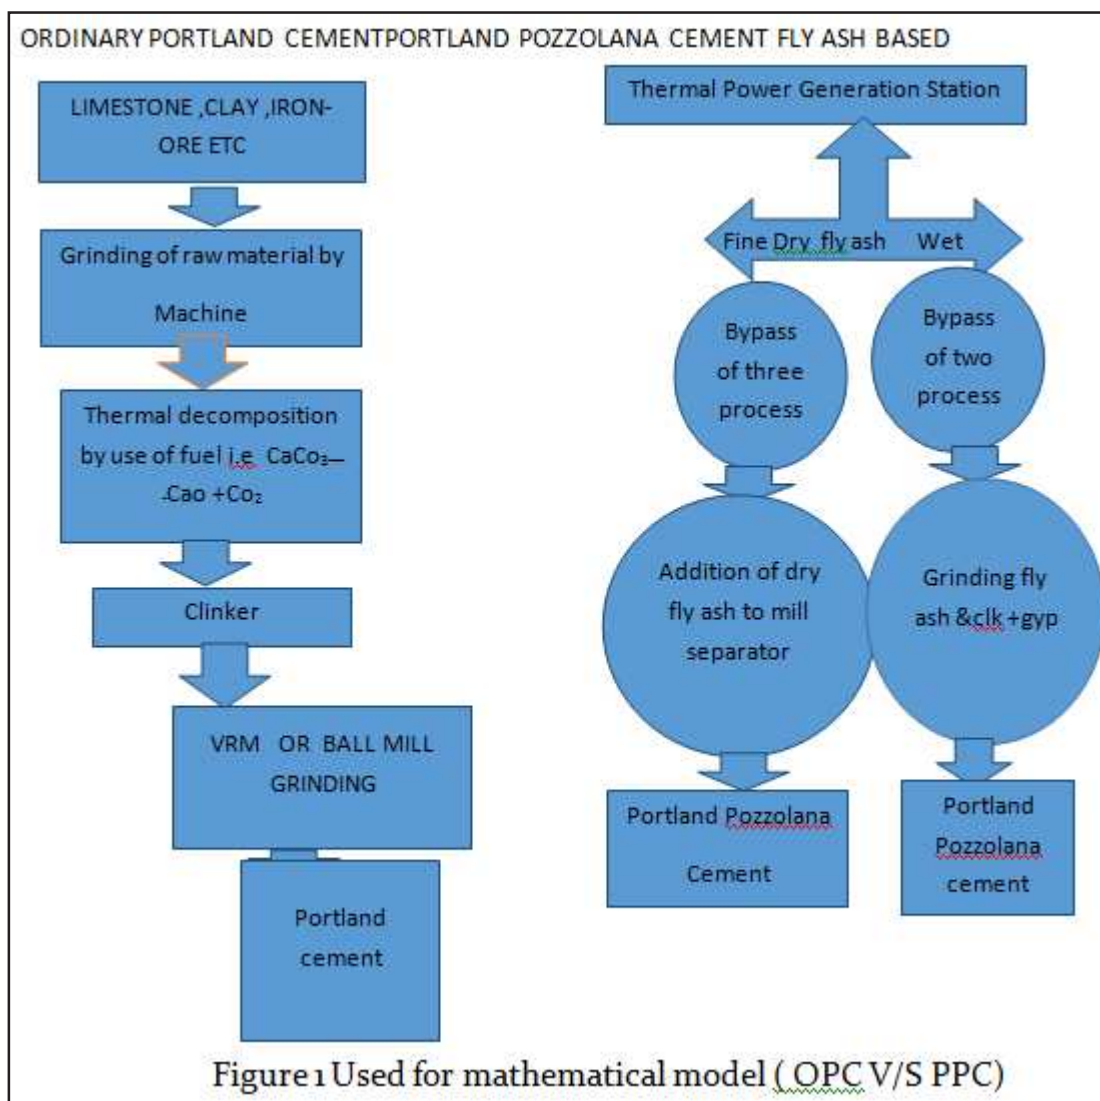 ORDINARY PORTLAND CEMENTPORTLAND POZZOLANA CEMENT FLY ASH BASED
LIMESTONE ,CLAY ,IRON-
ORE ETC
Grinding of raw material by
Machine
Thermal decomposition
by use of fuel i.e CaCo₃—
.Cao +Co₂
Clinker
VRM OR BALL MILL
GRINDING
Portland
cement
Thermal Power Generation Station
Fine Dry fly ash Wet
Bypass
of three
process
Bypass
of two
process
Addition of dry
fly ash to mill
separator
Grinding fly
ash &clk +gyp
Portland Pozzolana
Cement
Portland
Pozzolana
cement
Figure 1 Used for mathematical model ( OPC V/S PPC)